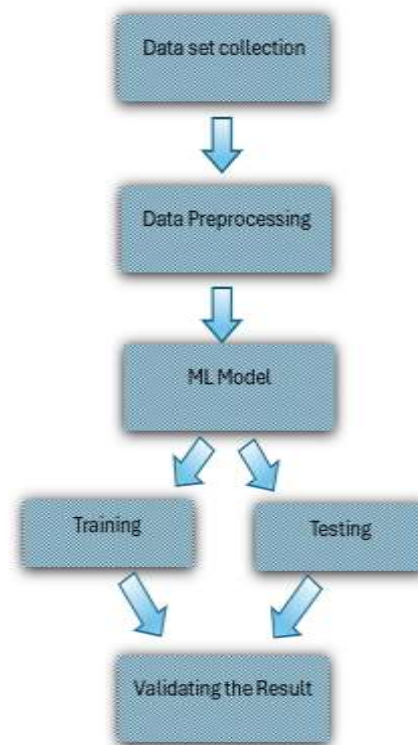 Data set collection
Data Preprocessing
ML Model
Training
Testing
Validating the Result